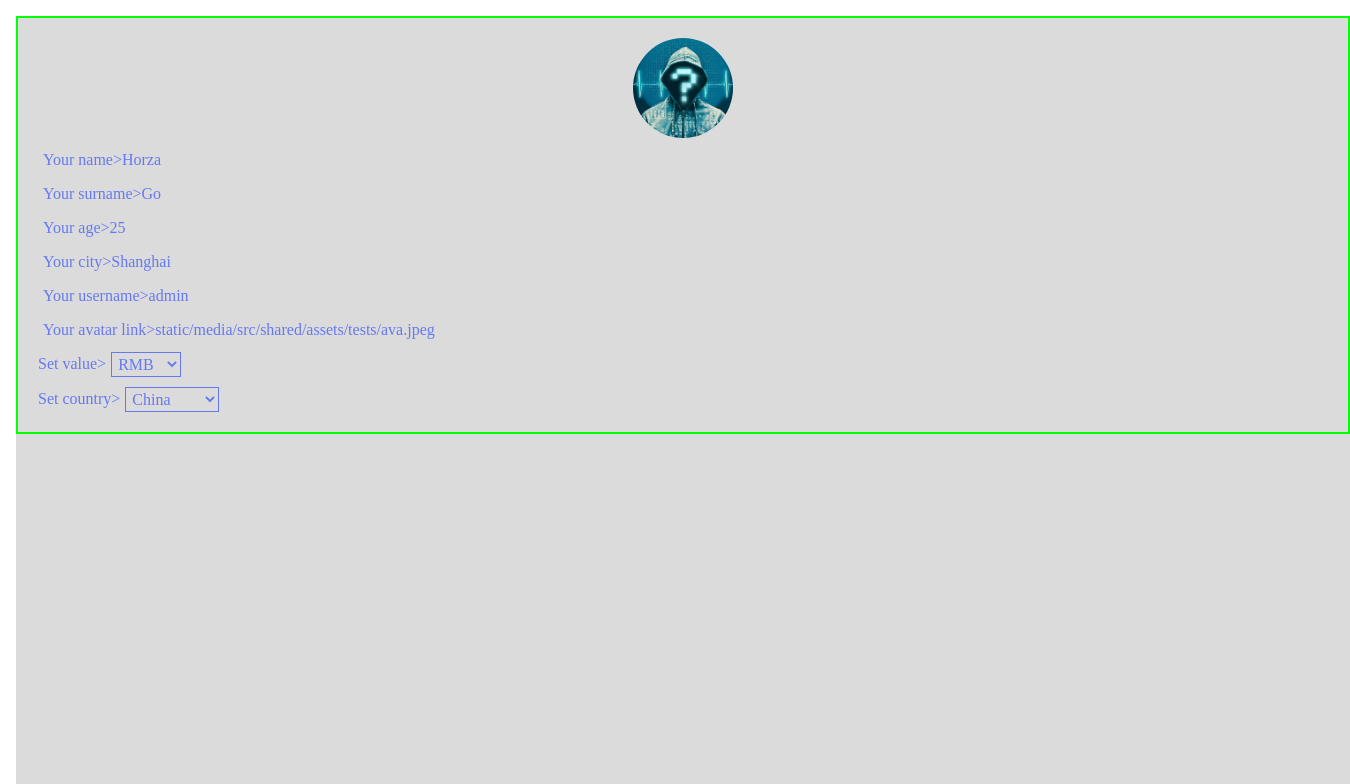 ?
Your name>Horza
Your surname>Go
Your age>25
Your city>Shanghai
Your username>admin
Your avatar link>static/media/src/shared/assets/tests/ava.jpeg
Set value> RMB
Set country> China